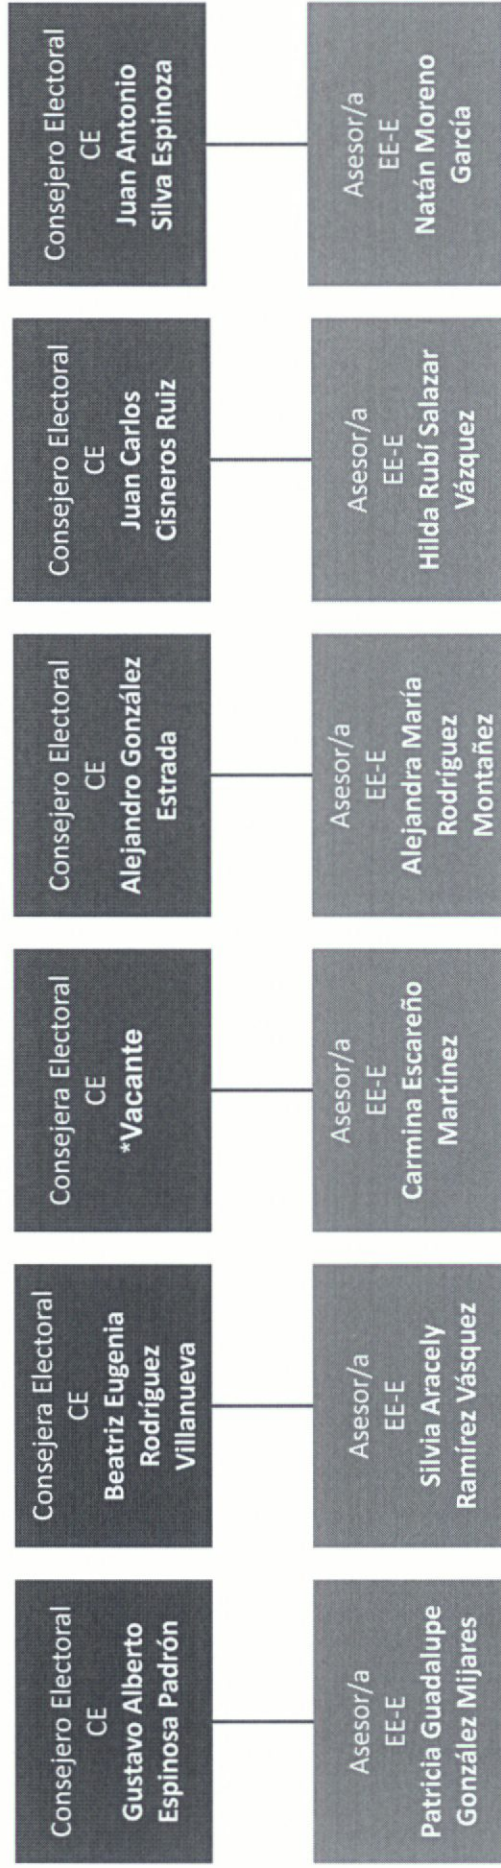 Consejero Electoral
CE
Gustavo Alberto
Espinosa Padrón
Consejera Electoral
CE
Beatriz Eugenia
Rodríguez
Villanueva
Consejera Electoral
CE
*Vacante
Consejero Electoral
CE
Alejandro González
Estrada
Consejero Electoral
CE
Juan Carlos
Cisneros Ruiz
Consejero Electoral
CE
Juan Antonio
Silva Espinoza
Asesor/a
EE-E
Patricia Guadalupe
González Mijares
Asesor/a
EE-E
Silvia Aracely
Ramírez Vásquez
Asesor/a
EE-E
Carmina Escareño
Martínez
Asesor/a
EE-E
Alejandra María
Rodríguez
Montañez
Asesor/a
EE-E
Hilda Rubí Salazar
Vázquez
Asesor/a
EE-E
Natán Moreno
García